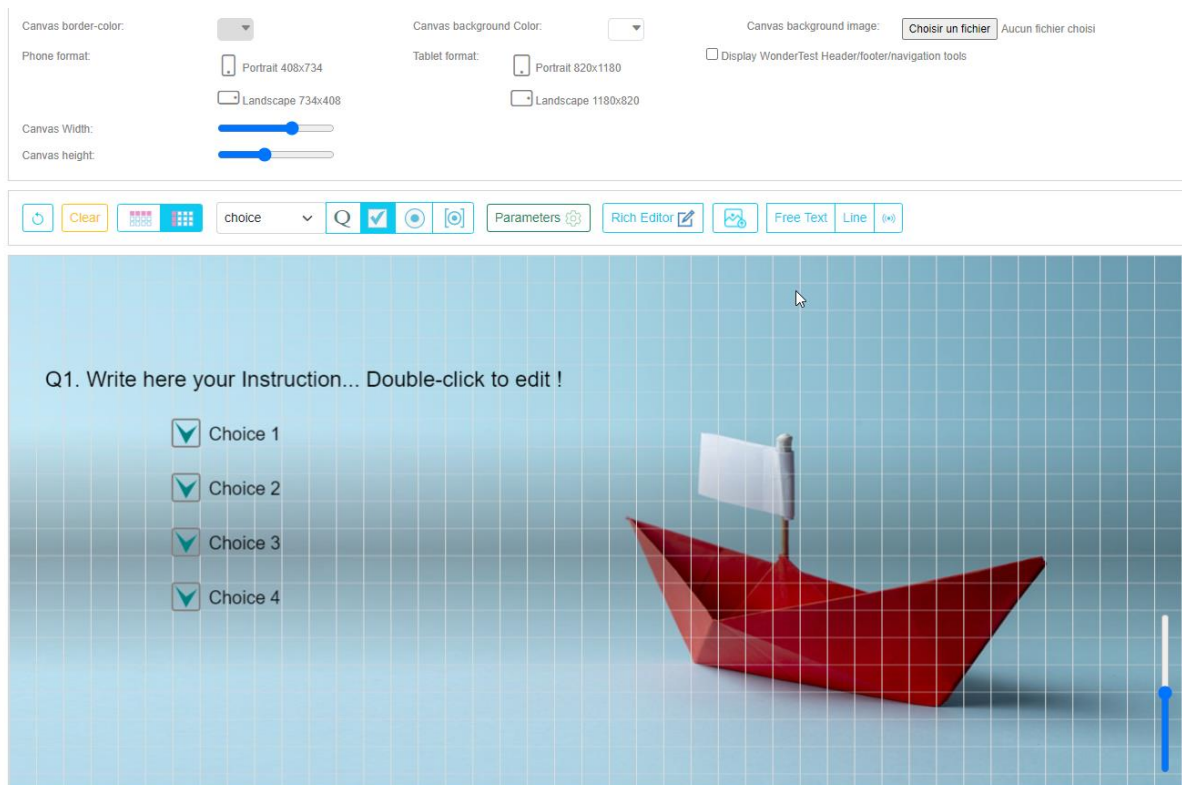 Canvas border-color: Canvas background Color: Canvas background image: Choisir un fichier Aucun fichier choisi
Phone format: Portrait 408x734 Tablet format: Portrait 820x1180 Display WonderTest Header/footer/navigation tools
Landscape 734x408 Landscape 1180x820
Canvas Width:
Canvas height:
Clear choice Q Parameters Rich Editor Free Text Line
Q1. Write here your Instruction... Double-click to edit !
Choice 1
Choice 2
Choice 3
Choice 4